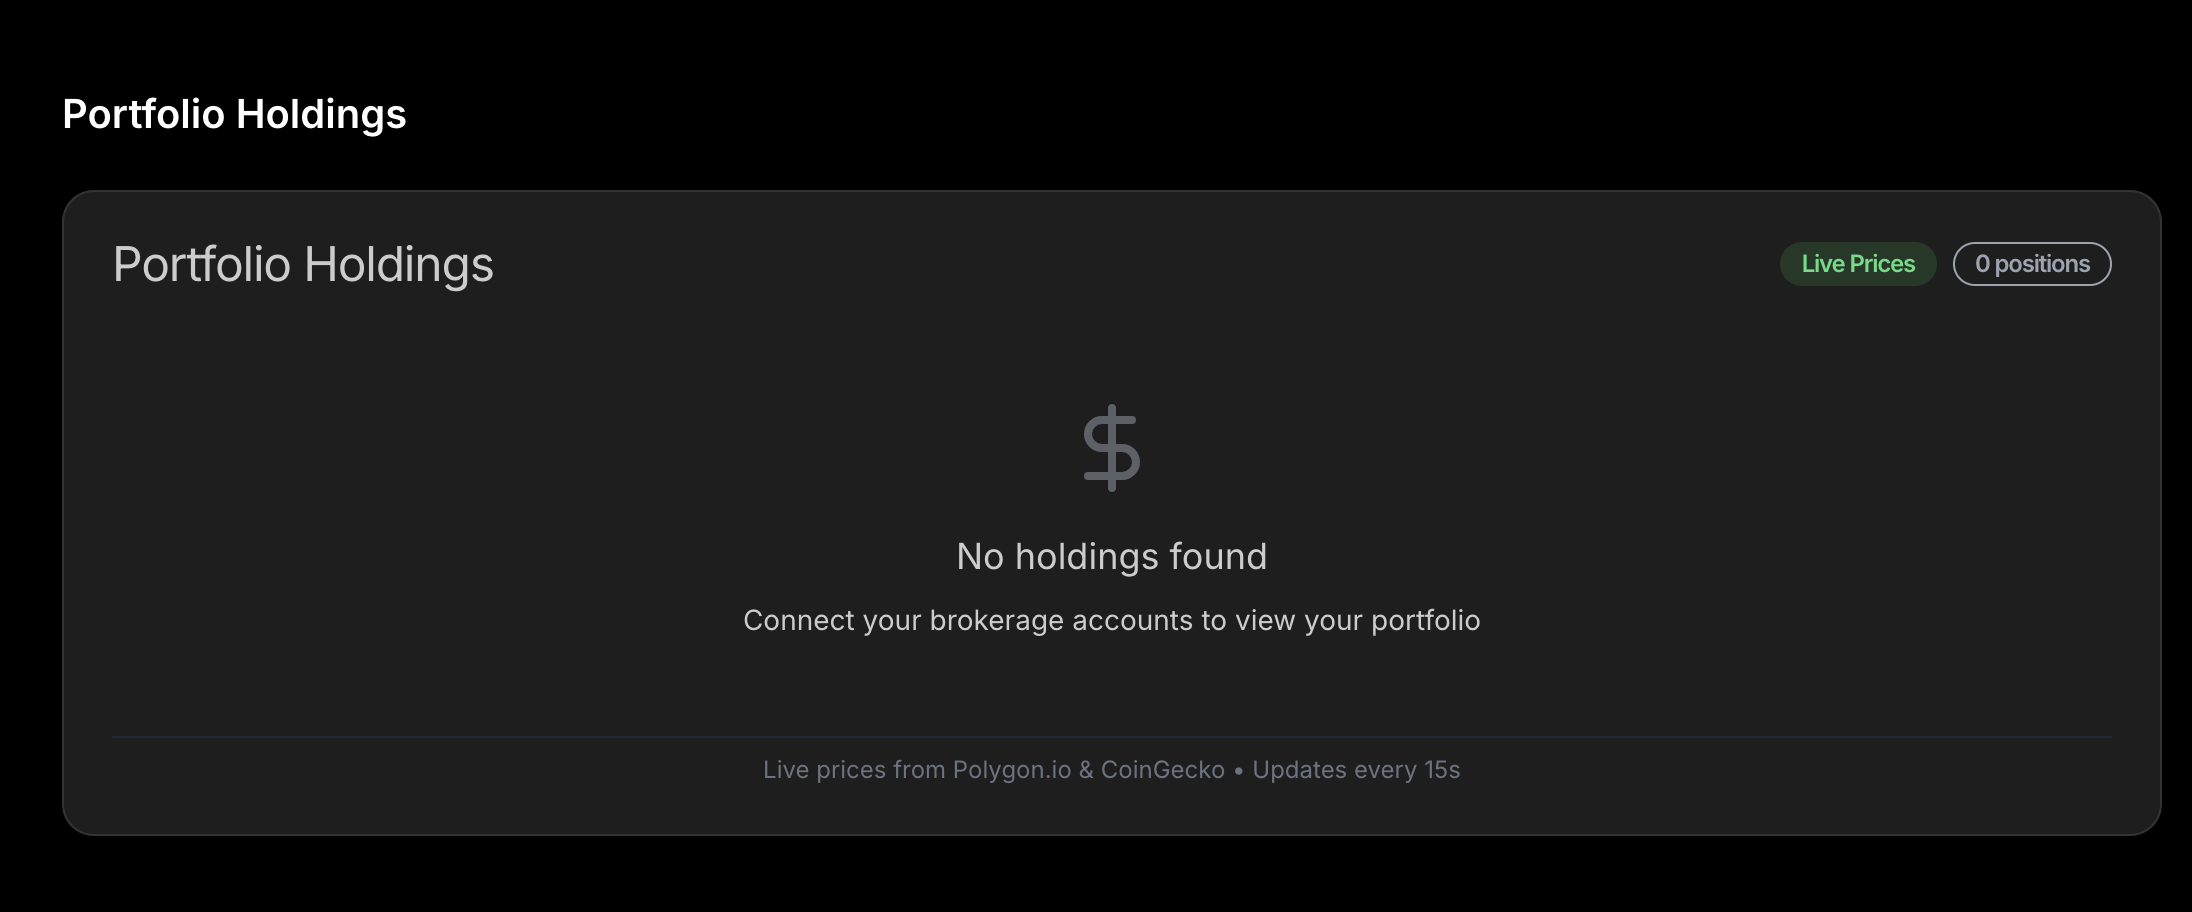 Portfolio Holdings
Portfolio Holdings
Live Prices
0 positions
No holdings found
Connect your brokerage accounts to view your portfolio
Live prices from Polygon.io & CoinGecko • Updates every 15s